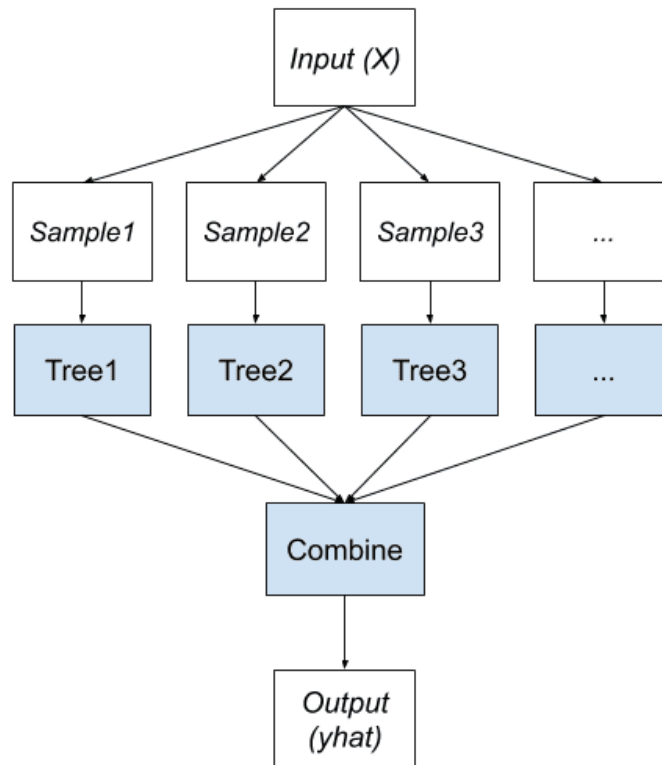 Input (X)
Sample1
Sample2
Sample3
...
Tree1
Tree2
Tree3
...
Combine
Output
(yhat)